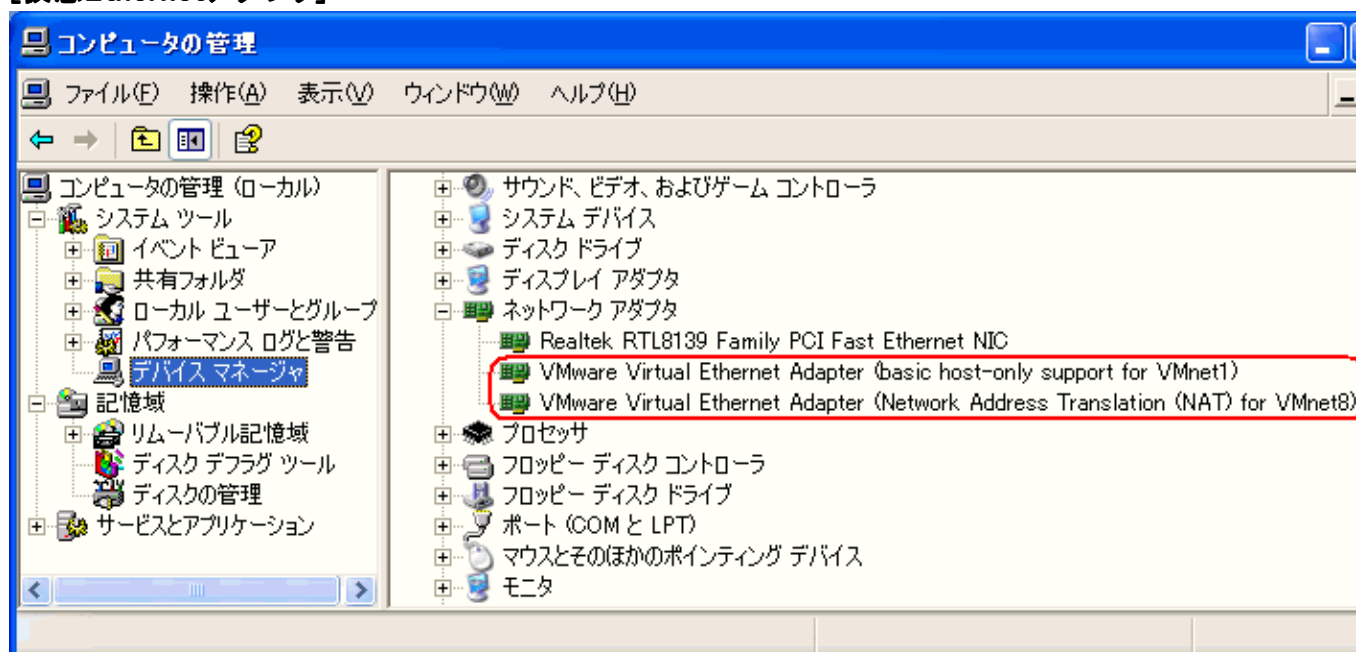 コンピュータの管理
ファイル(F) 操作(A) 表示(V) ウィンドウ(W) ヘルプ(H)
コンピュータの管理 (ローカル)
システム ツール
イベント ビューア
共有フォルダ
ローカル ユーザーとグループ
パフォーマンス ログと警告
デバイス マネージャ
記憶域
リムーバブル記憶域
ディスク デフラグ ツール
ディスクの管理
サービスとアプリケーション
サウンド、ビデオ、およびゲーム コントローラ
システム デバイス
ディスク ドライブ
ディスプレイ アダプタ
ネットワーク アダプタ
Realtek RTL8139 Family PCI Fast Ethernet NIC
VMware Virtual Ethernet Adapter (basic host-only support for VMnet1)
VMware Virtual Ethernet Adapter (Network Address Translation (NAT) for VMnet8)
プロセッサ
フロッピー ディスク コントローラ
フロッピー ディスク ドライブ
ポート (COM と LPT)
マウスとそのほかのポインティング デバイス
モニタ